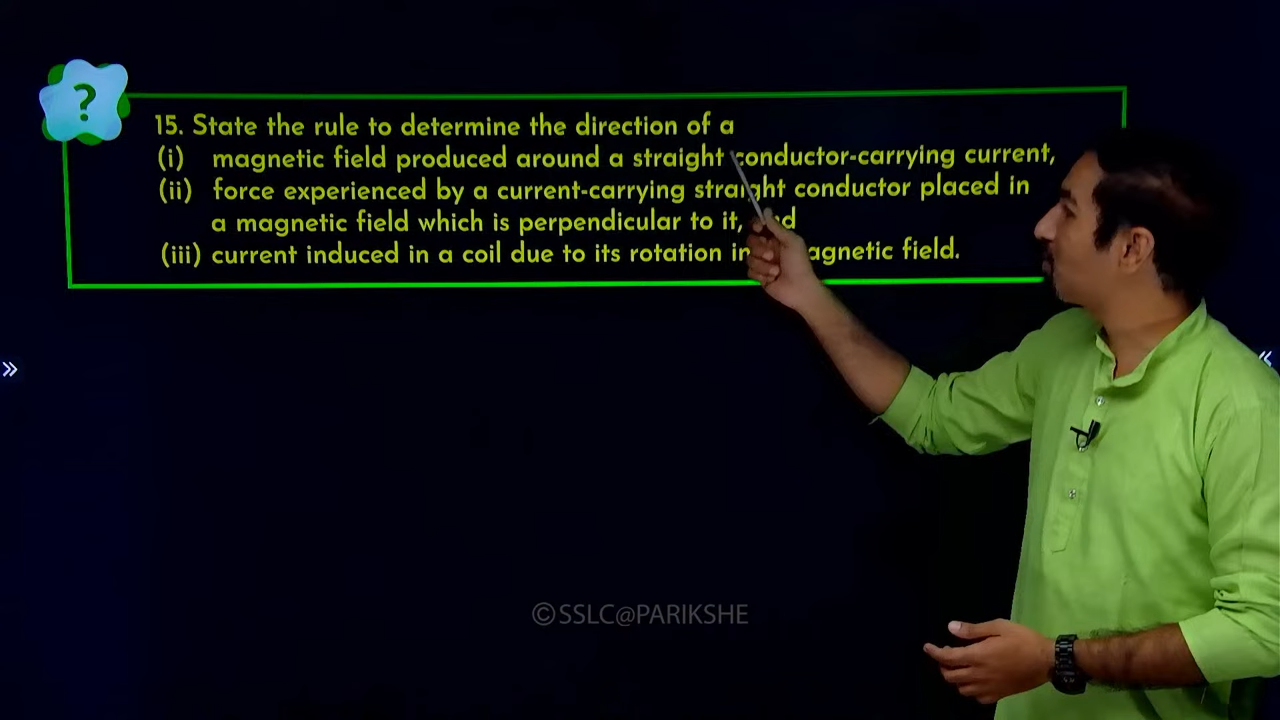 ?
15. State the rule to determine the direction of a
(i) magnetic field produced around a straight conductor-carrying current,
(ii) force experienced by a current-carrying straight conductor placed in
a magnetic field which is perpendicular to it,
(iii) current induced in a coil due to its rotation in agnetic field.
©SSLC@PARIKSHE